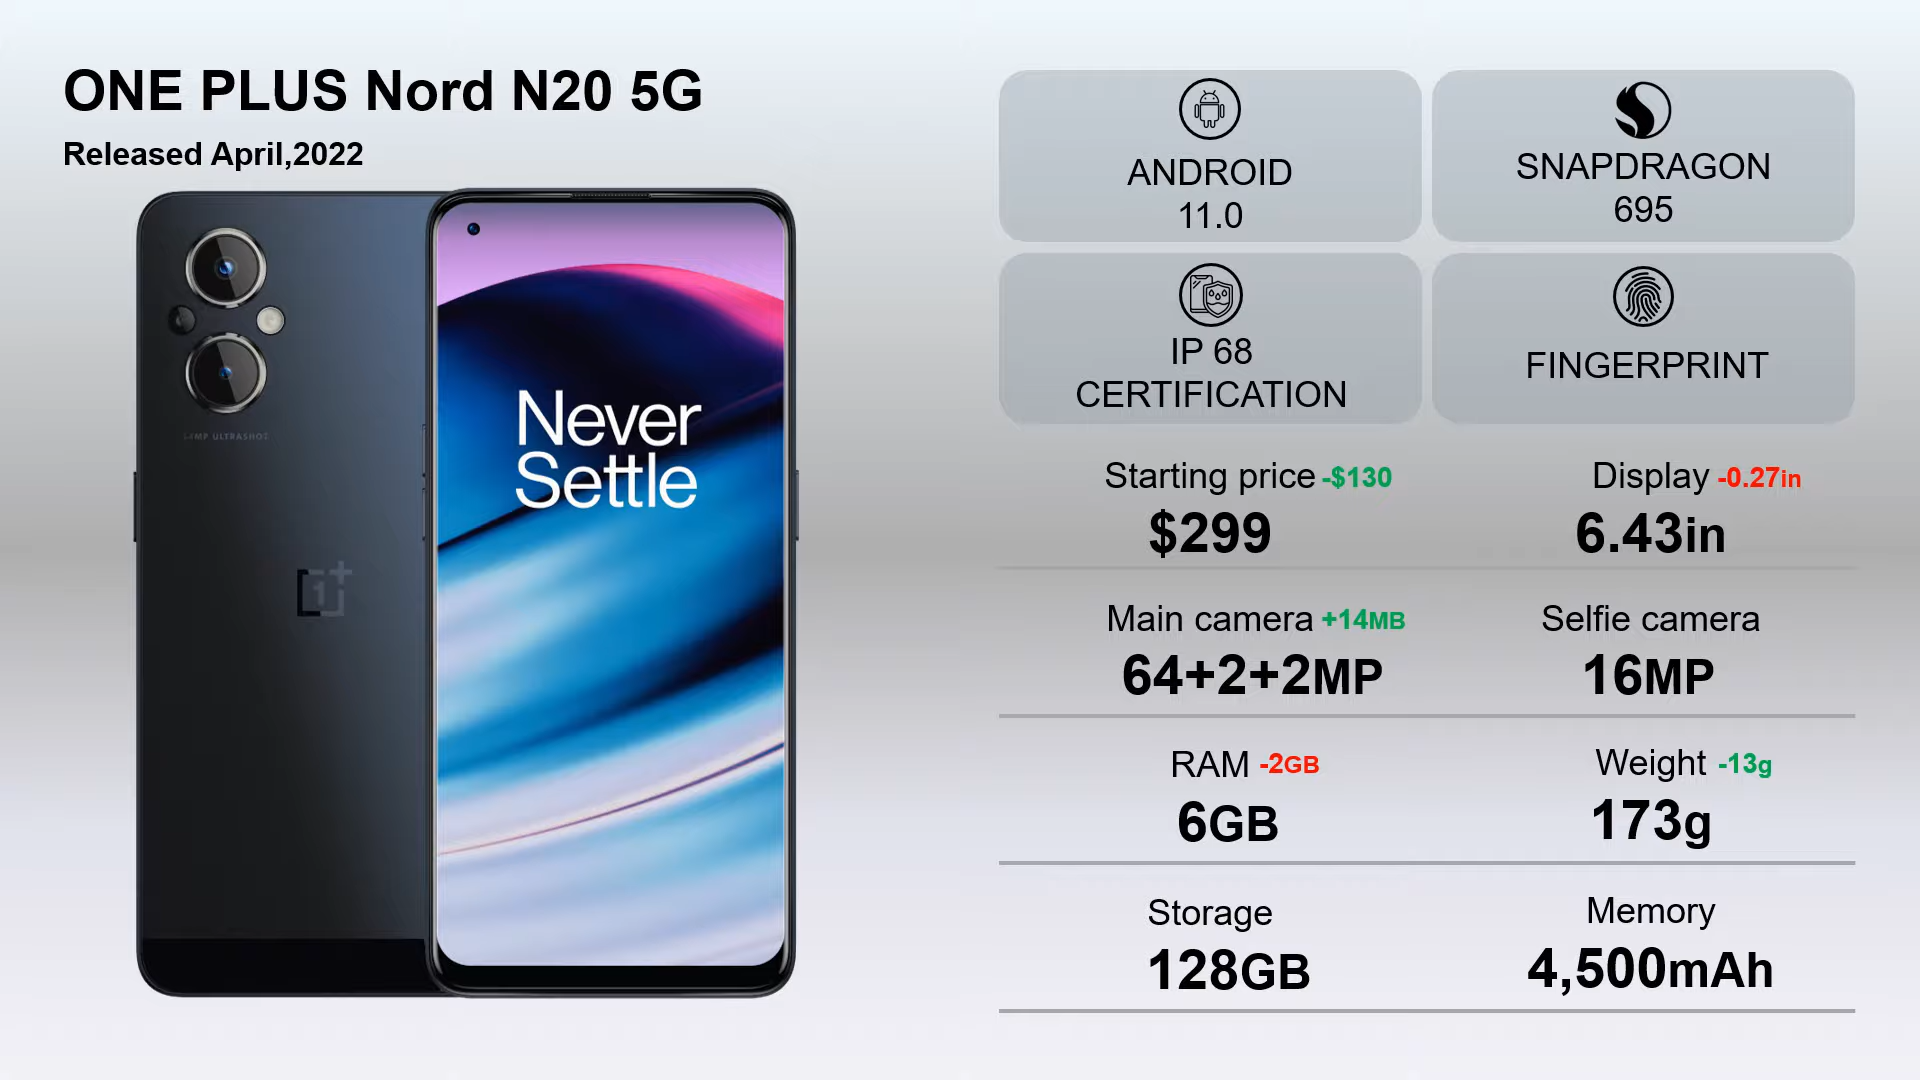 ONE PLUS Nord N20 5G
Released April,2022
64MP ULTRASHOT
Never
Settle
ANDROID
11.0
SNAPDRAGON
695
IP 68
CERTIFICATION
FINGERPRINT
Starting price -$130
$299
Display -0.27in
6.43in
Main camera +14MB
64+2+2MP
Selfie camera
16MP
RAM -2GB
6GB
Weight -13g
173g
Storage
128GB
Memory
4,500mAh